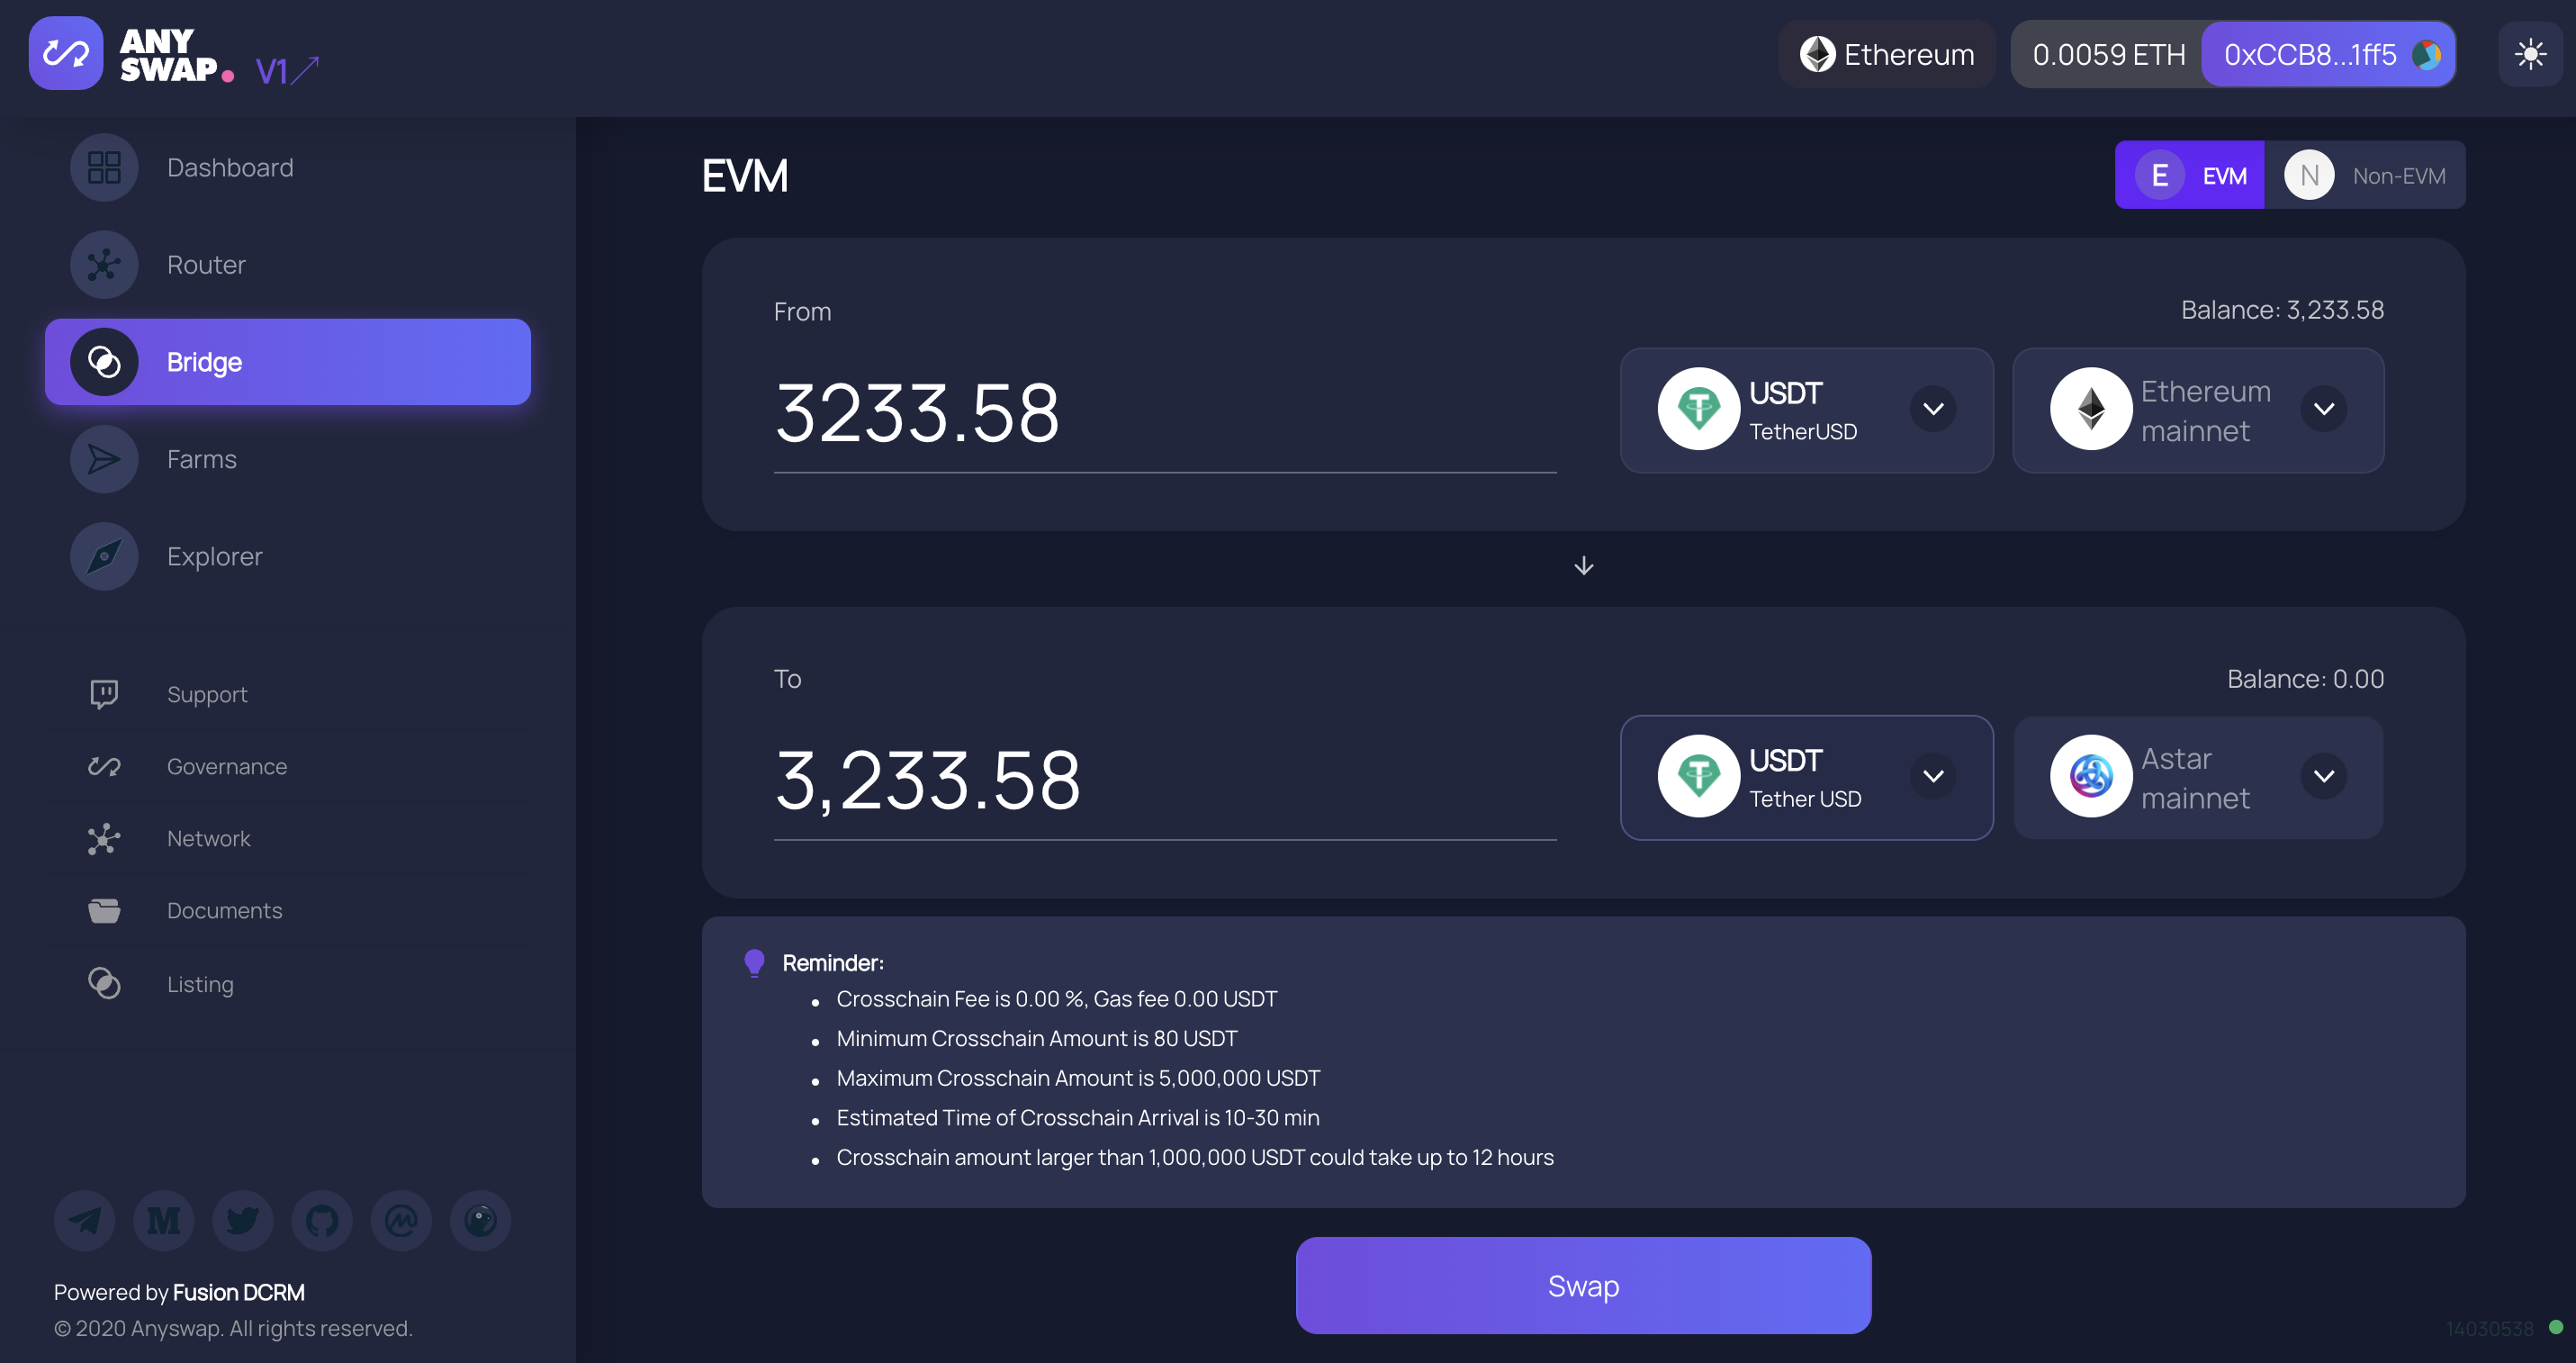 ANY
SWAP.
V1
Ethereum
0.0059 ETH
0xCCB8...1ff5
Dashboard
Router
Bridge
Farms
Explorer
Support
Governance
Network
Documents
Listing
Powered by Fusion DCRM
© 2020 Anyswap. All rights reserved.
EVM
E EVM
N Non-EVM
From
Balance: 3,233.58
3233.58
USDT
TetherUSD
Ethereum
mainnet
To
Balance: 0.00
3,233.58
USDT
Tether USD
Astar
mainnet
Reminder:
Crosschain Fee is 0.00 %, Gas fee 0.00 USDT
Minimum Crosschain Amount is 80 USDT
Maximum Crosschain Amount is 5,000,000 USDT
Estimated Time of Crosschain Arrival is 10-30 min
Crosschain amount larger than 1,000,000 USDT could take up to 12 hours
Swap
14030538